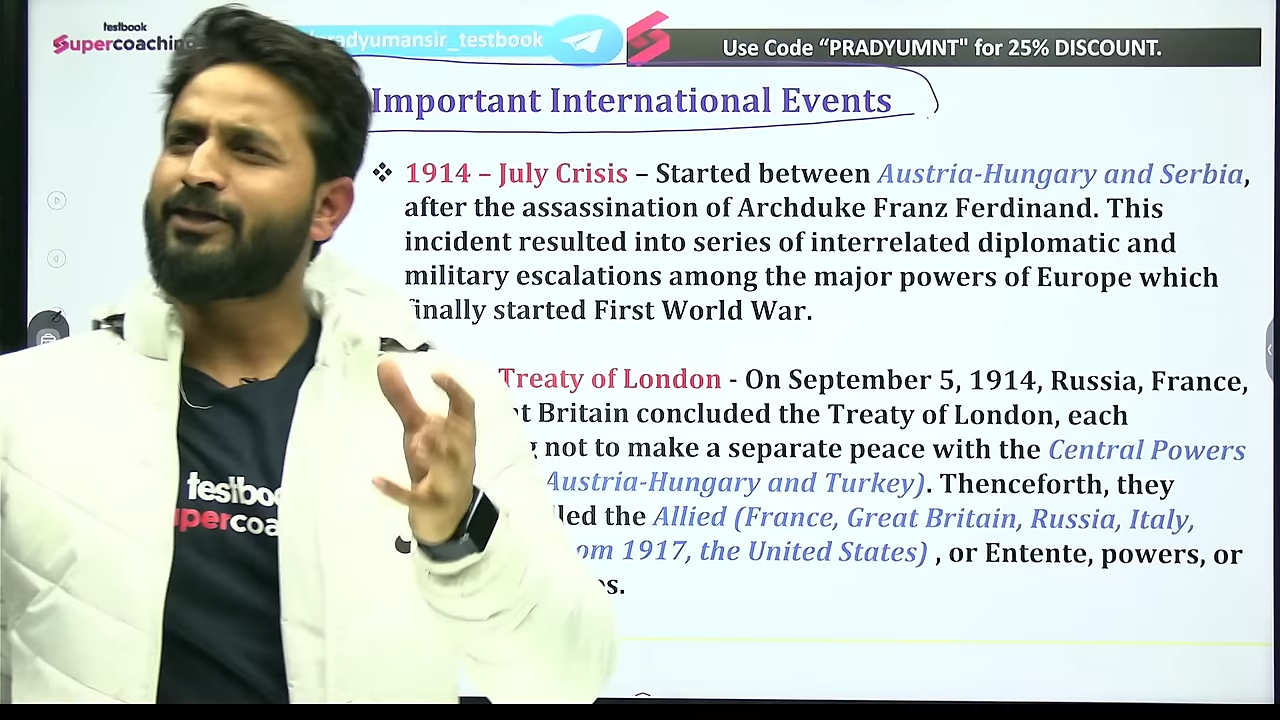 testbook
Supercoaching
pradyumansir_testbook
Use Code “PRADYUMNT" for 25% DISCOUNT.
Important International Events
❖ 1914 – July Crisis – Started between Austria-Hungary and Serbia,
after the assassination of Archduke Franz Ferdinand. This
incident resulted into series of interrelated diplomatic and
military escalations among the major powers of Europe which
finally started First World War.
Treaty of London - On September 5, 1914, Russia, France,
Britain concluded the Treaty of London, each
not to make a separate peace with the Central Powers
Austria-Hungary and Turkey). Thenceforth, they
the Allied (France, Great Britain, Russia, Italy,
1917, the United States) , or Entente, powers, or
testboo
percoa